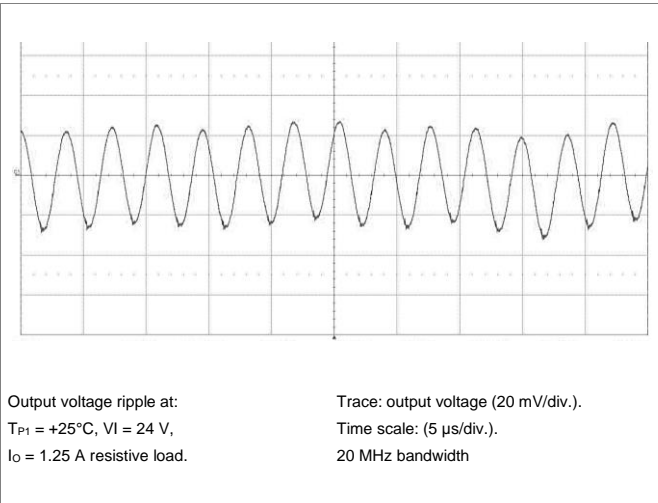 Output voltage ripple at:
TP1 = +25°C, VI = 24 V,
IO = 1.25 A resistive load.
Trace: output voltage (20 mV/div.).
Time scale: (5 µs/div.).
20 MHz bandwidth